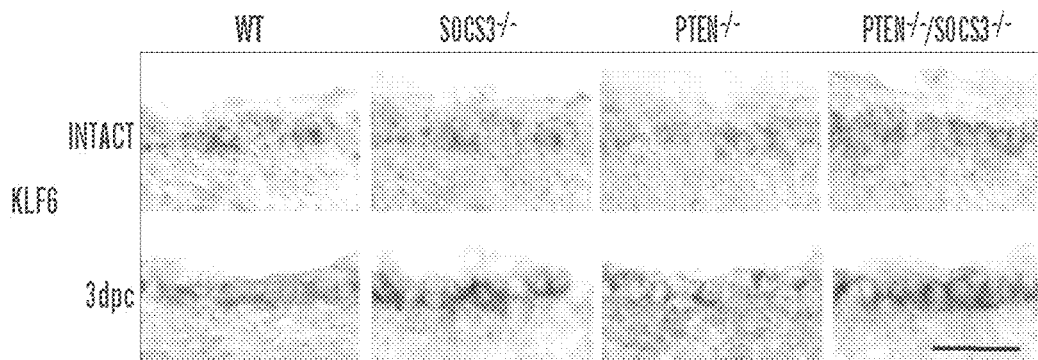 WT SOCS3-/- PTEN-/- PTEN-/-/SOCS3-/-
INTACT
KLF6
3dpc